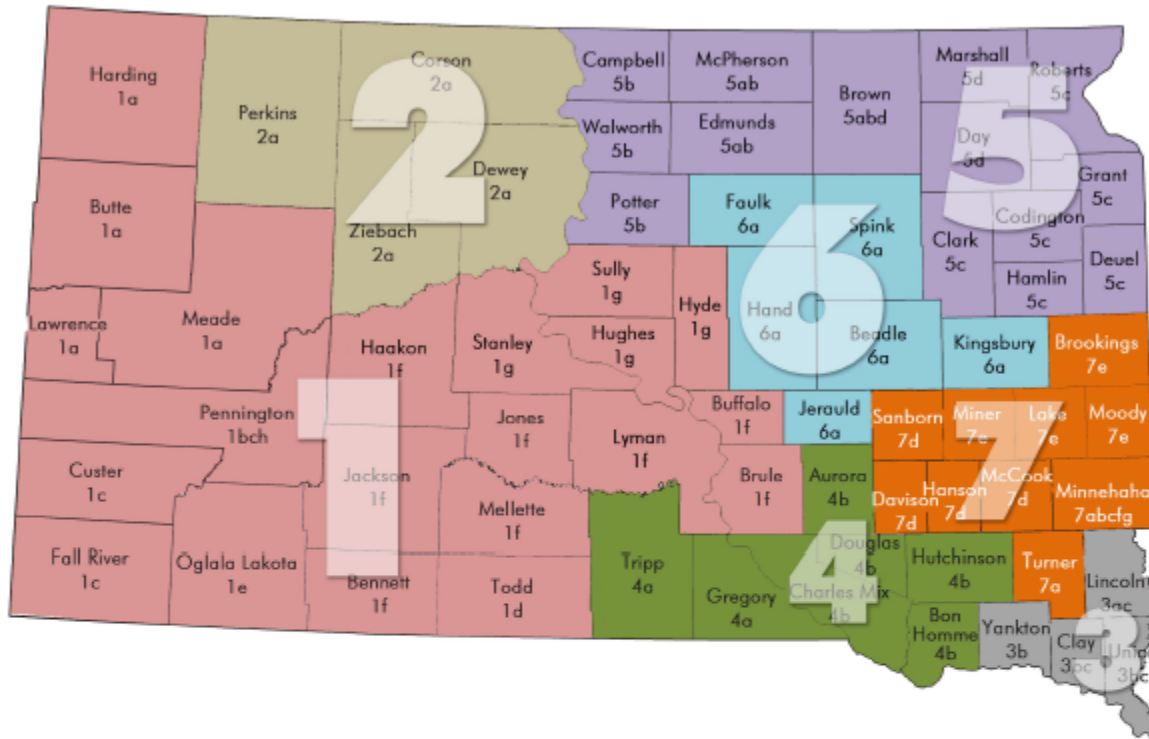 Harding
1a
Perkins
2a
Corson
2a
Campbell
5b
McPherson
5ab
Brown
5abd
Marshall
5d
Roberts
5c
2
5
Walworth
5b
Edmunds
5ab
Day
5d
Dewey
2a
Grant
5c
Butte
1a
Ziebach
2a
Potter
5b
Faulk
6a
Spink
6a
Clark
5c
Codington
5c
Hamlin
5c
Deuel
5c
6
Lawrence
1a
Meade
1a
Sully
1g
Hyde
1g
Hand
6a
Beadle
6a
Kingsbury
6a
Brookings
7e
Haakon
1f
Stanley
1g
Hughes
1g
Pennington
1bch
1
Jones
1f
Lyman
1f
Buffalo
1f
Jerauld
6a
Sanborn
7d
Miner
7e
Lake
7e
Moody
7e
7
Custer
1c
Jackson
1f
Mellette
1f
Brule
1f
Aurora
4b
Davison
7d
Hanson
7d
McCook
7d
Minnehaha
7abcfg
Fall River
1c
Oglala Lakota
1e
Bennett
1f
Todd
1d
Tripp
4a
Gregory
4a
4
Douglas
4b
Charles Mix
4b
Hutchinson
4b
Turner
7a
Lincoln
3ac
Bon
Homme
4b
Yankton
3b
Clay
3bc
3
3bc